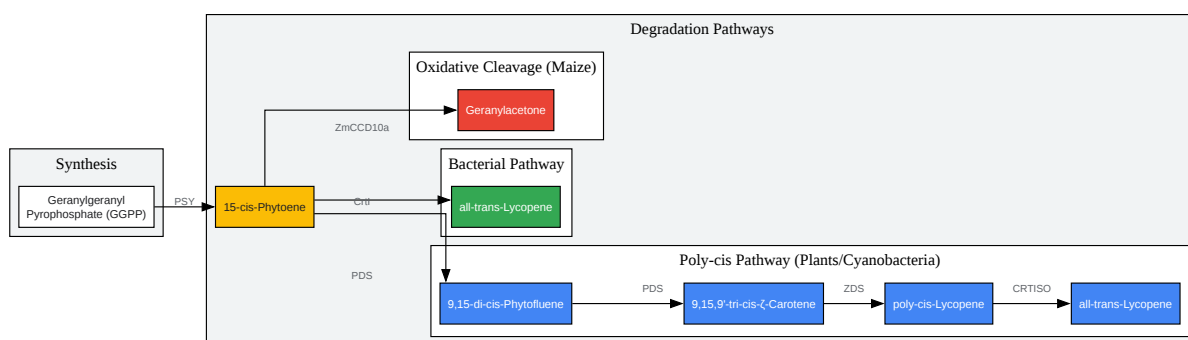 Degradation Pathways
Oxidative Cleavage (Maize)
Geranylacetone
ZmCCD10a
Synthesis
Geranylgeranyl
Pyrophosphate (GGPP)
PSY
15-cis-Phytoene
Bacterial Pathway
CrtI
all-trans-Lycopene
Poly-cis Pathway (Plants/Cyanobacteria)
PDS
9,15-di-cis-Phytofluene
PDS
9,15,9'-tri-cis-ζ-Carotene
ZDS
poly-cis-Lycopene
CRTISO
all-trans-Lycopene